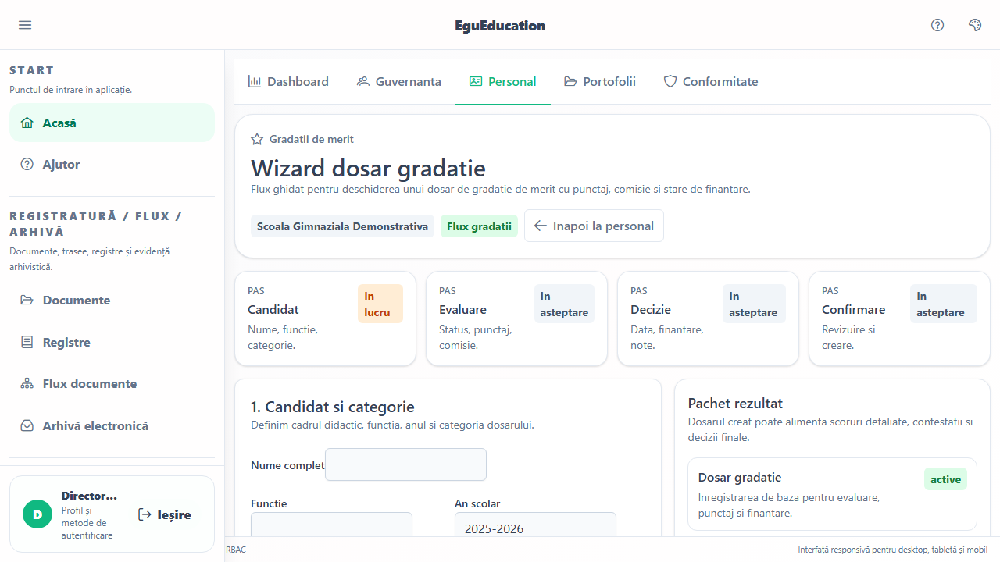 EguEducation
START
Punctul de intrare în aplicație.
Acasă
Ajutor
REGISTRATURĂ / FLUX /
ARHIVĂ
Documente, trasee, registre și evidență
arhivistică.
Documente
Registre
Flux documente
Arhivă electronică
D
Director...
Profil și
metode de
autentificare
Ieșire
Dashboard
Guvernanta
Personal
Portofolii
Conformitate
Gradatii de merit
Wizard dosar gradatie
Flux ghidat pentru deschiderea unui dosar de gradatie de merit cu punctaj, comisie si stare de finantare.
Scoala Gimnaziala Demonstrativa
Flux gradatii
Inapoi la personal
PAS
Candidat
Nume, functie,
categorie.
In
lucru
PAS
Evaluare
Status, punctaj,
comisie.
In
asteptare
PAS
Decizie
Data, finantare,
note.
In
asteptare
PAS
Confirmare
Revizuire si
creare.
In
asteptare
1. Candidat si categorie
Definim cadrul didactic, functia, anul si categoria dosarului.
Nume complet
Functie
An scolar
2025-2026
Pachet rezultat
Dosarul creat poate alimenta scoruri detaliate, contestatii si
decizii finale.
Dosar gradatie
active
Inregistrarea de baza pentru evaluare,
punctaj si finantare.
RBAC
Interfață responsivă pentru desktop, tabletă și mobil